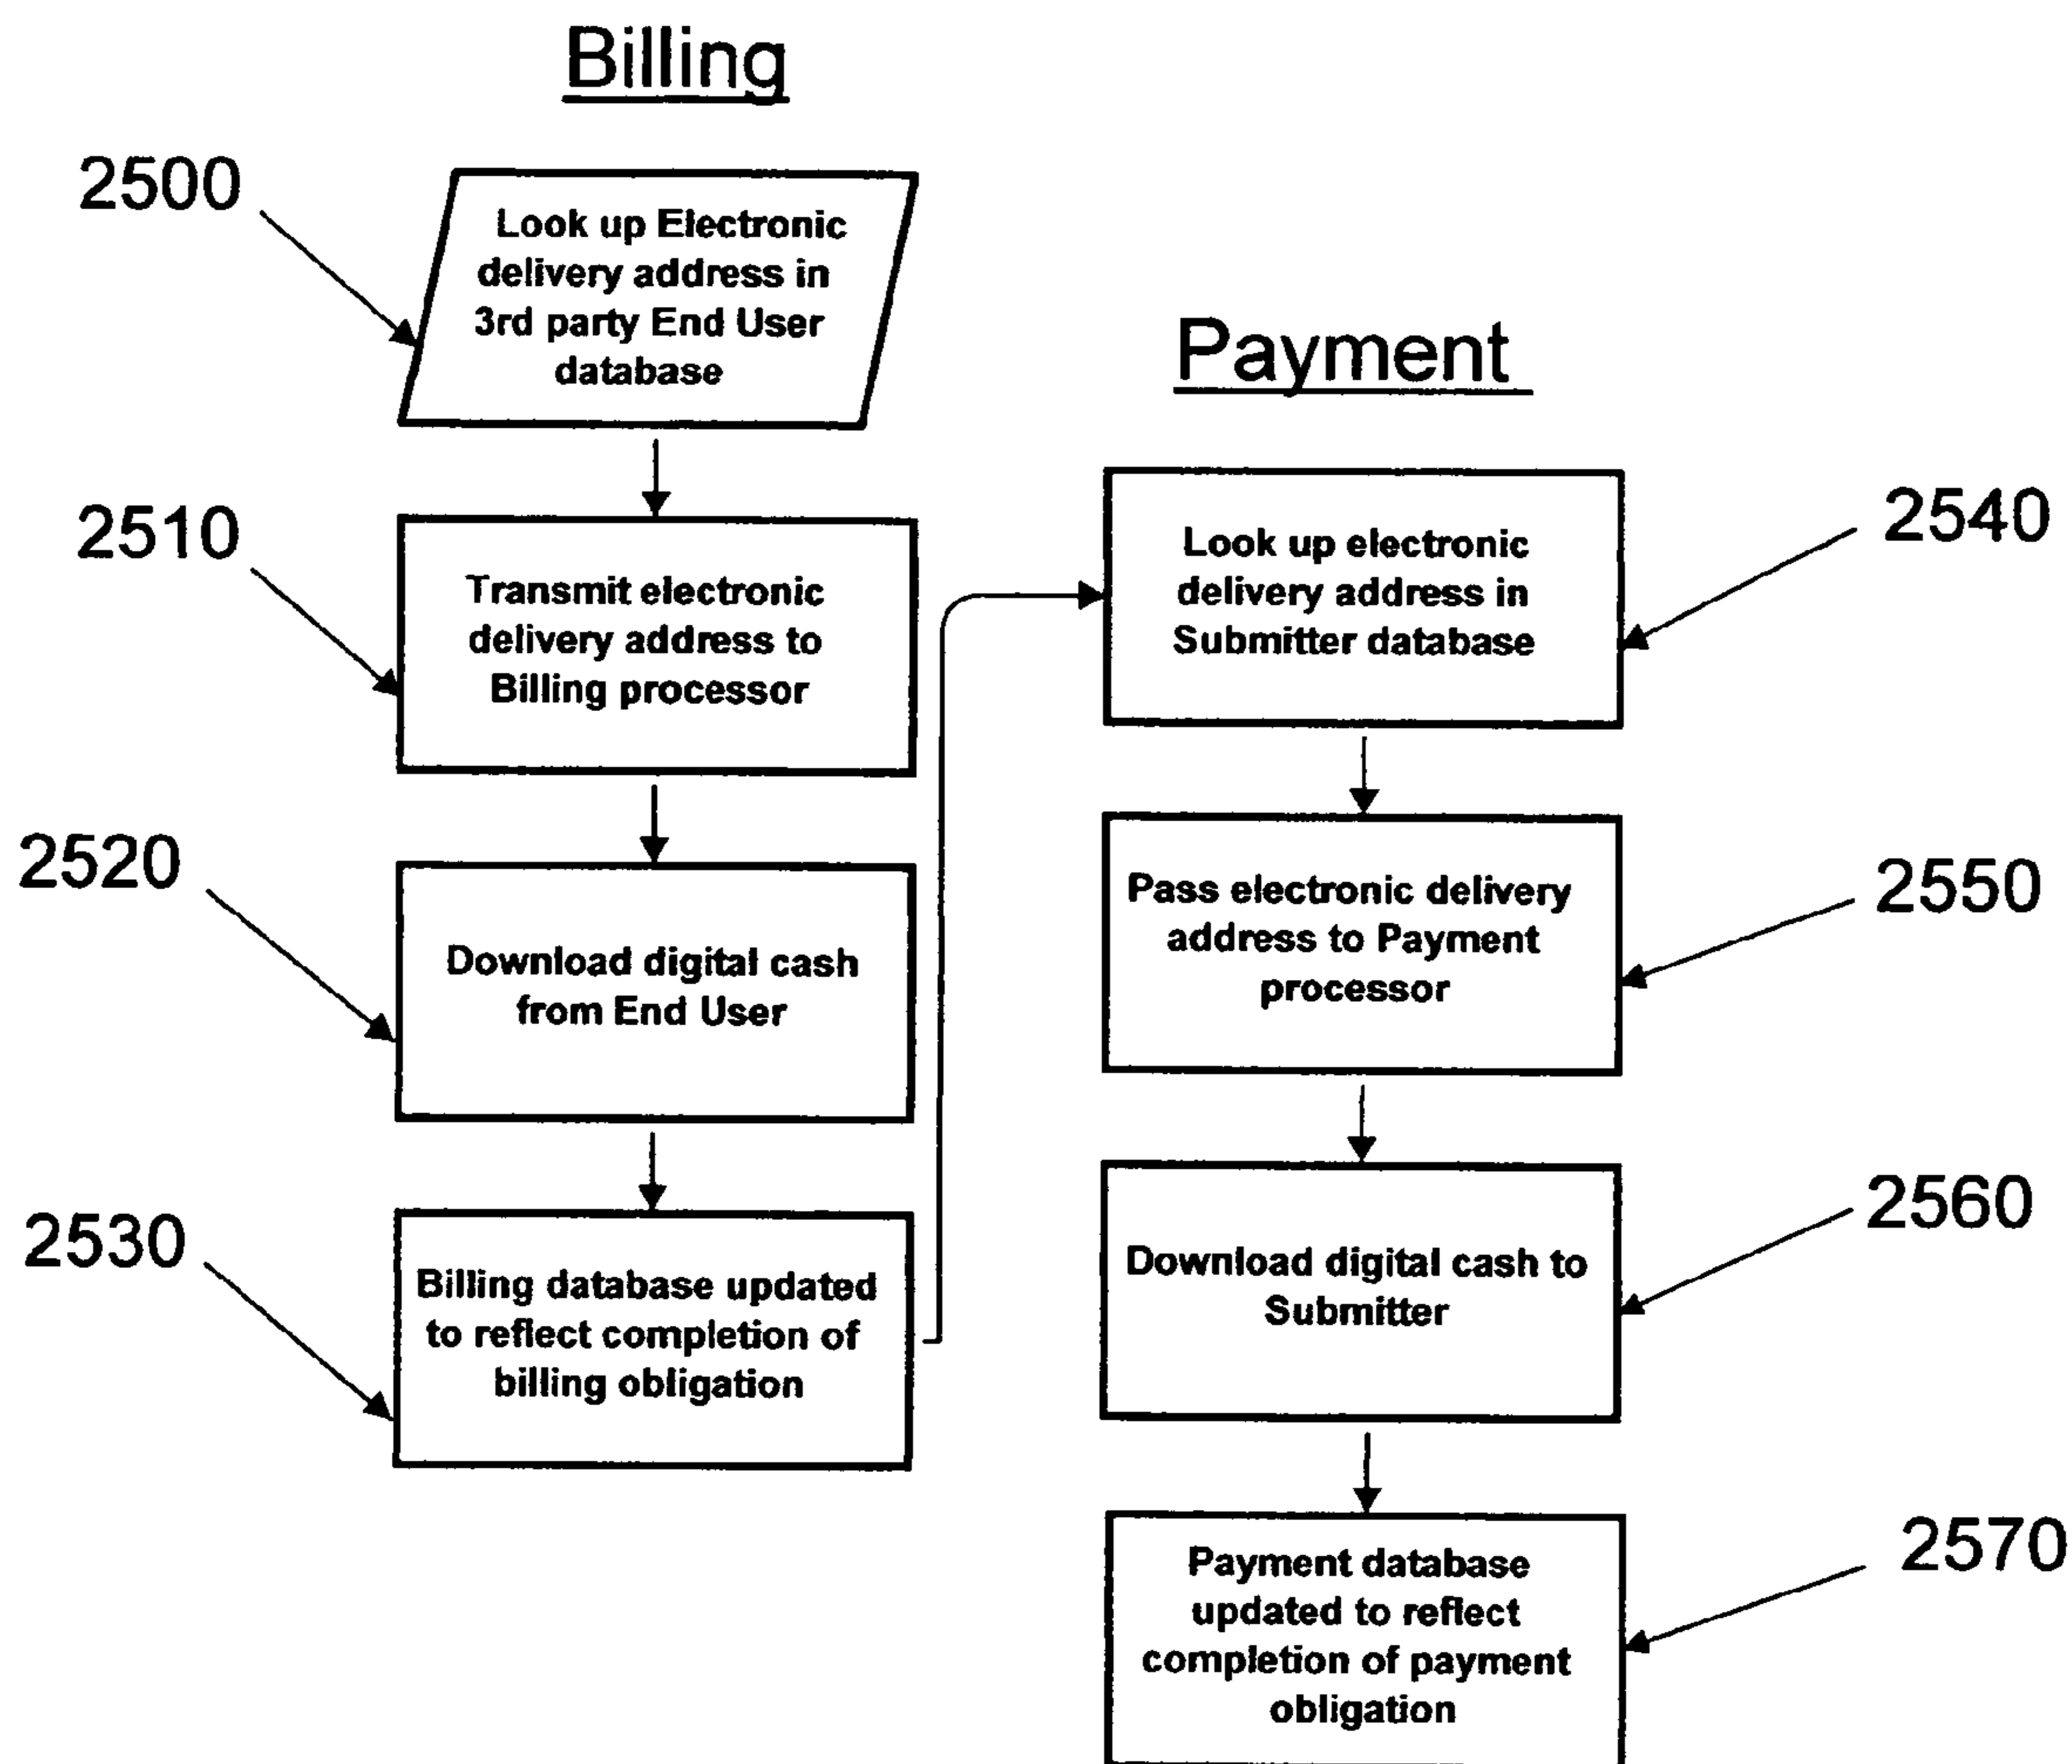 Billing
2500
Look up Electronic
delivery address in
3rd party End User
database
2510
Transmit electronic
delivery address to
Billing processor
2520
Download digital cash
from End User
2530
Billing database updated
to reflect completion of
billing obligation
Payment
2540
Look up electronic
delivery address in
Submitter database
2550
Pass electronic delivery
address to Payment
processor
2560
Download digital cash to
Submitter
2570
Payment database
updated to reflect
completion of payment
obligation